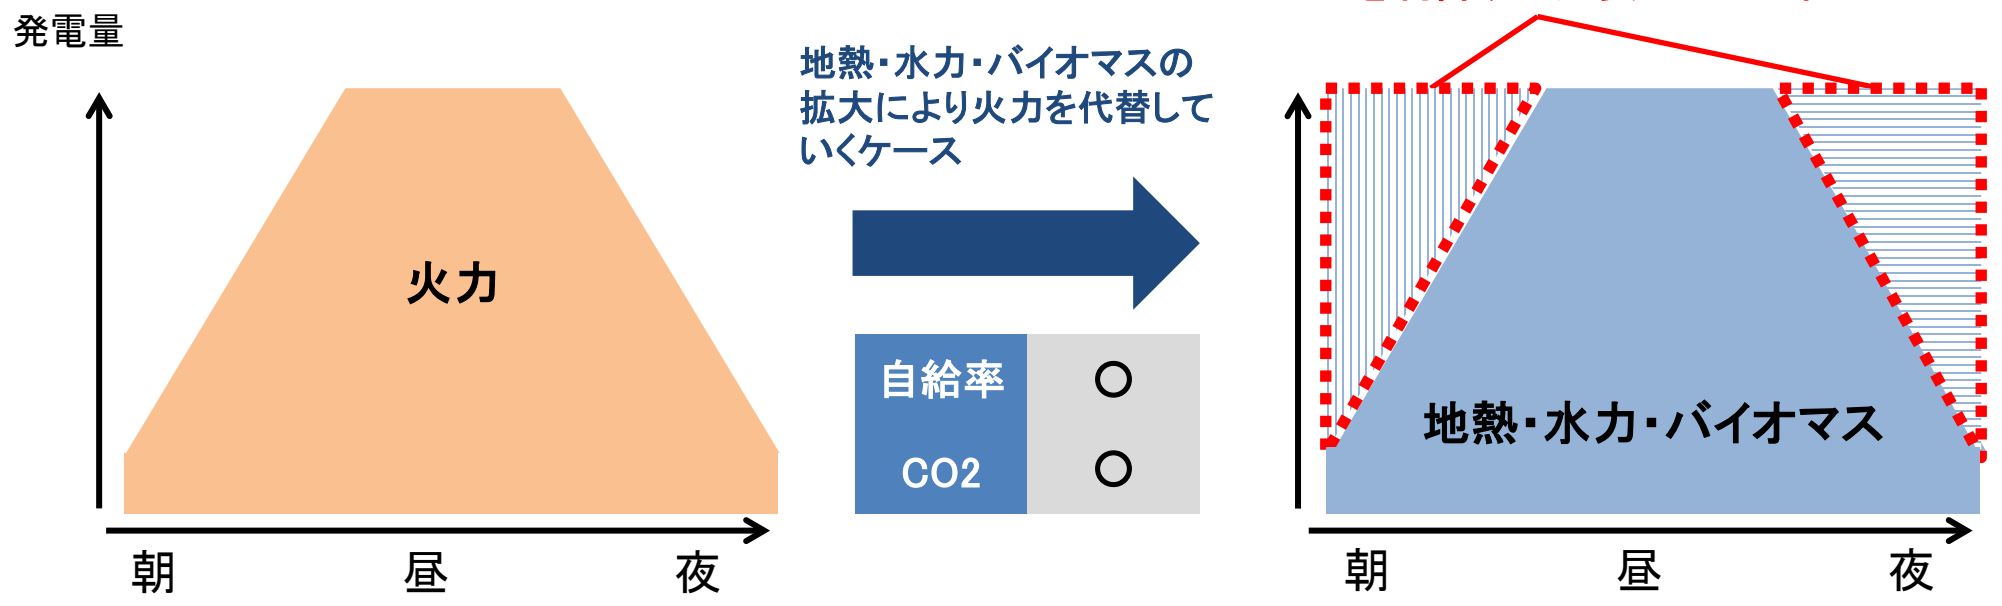 発電量
火力
朝 昼 夜
地熱・水力・バイオマスの
拡大により火力を代替して
いくケース
自給率 ○
CO2 ○
地熱・水力・バイオマス
朝 昼 夜